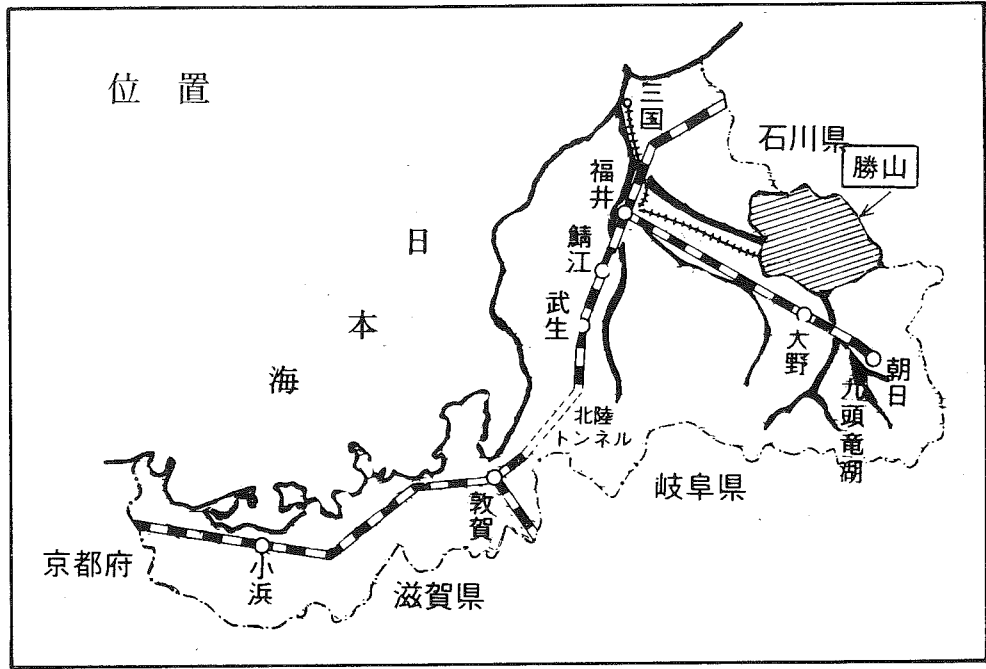 位置
三国
石川県
勝山
福井
日本海
鯖江
武生
大野
朝日
九頭竜湖
北陸
トンネル
岐阜県
敦賀
京都府
小浜
滋賀県